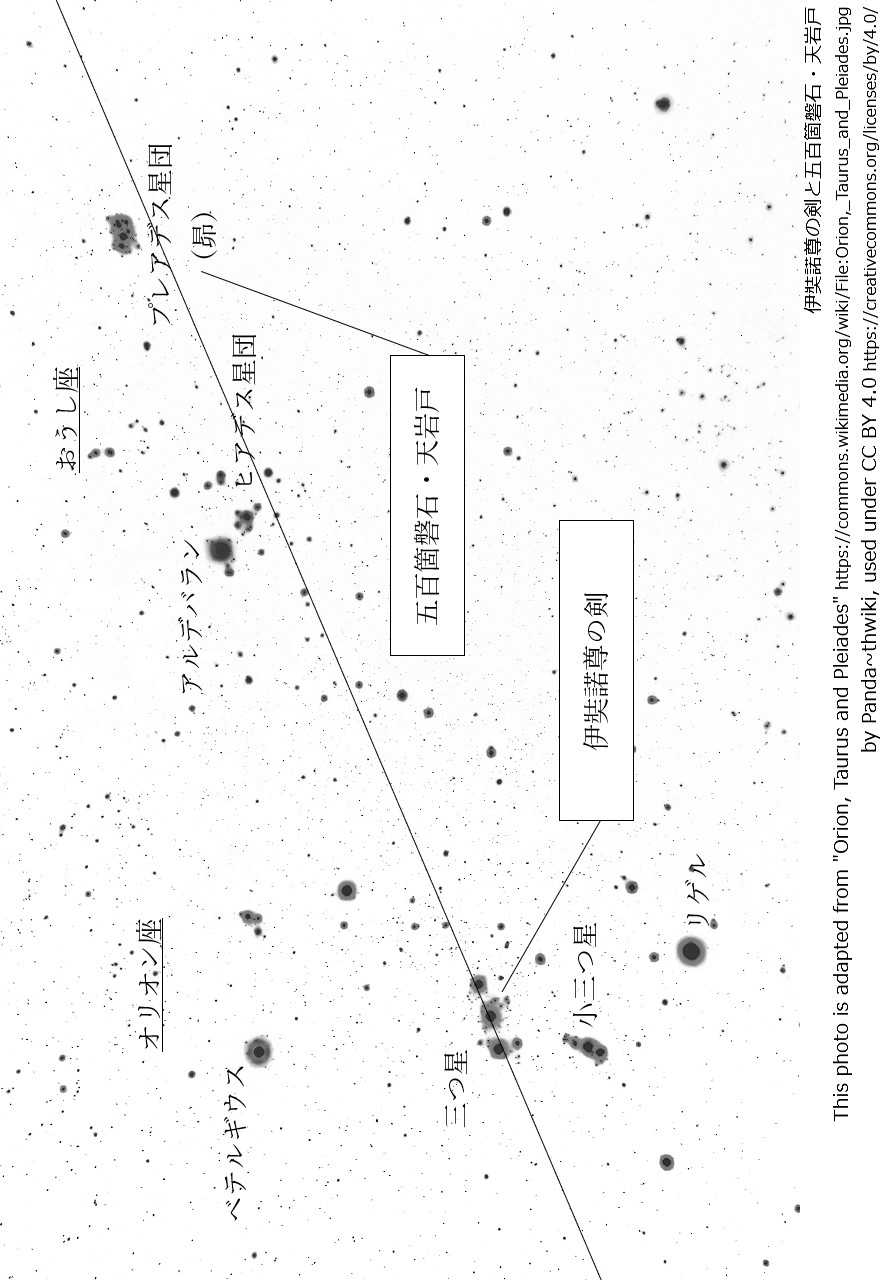 おうし座
オリオン座
プレアデス星団
アルデバラン
(昴)
ベテルギウス
ヒアデス星団
五百箇磐石・天岩戸
三つ星
小三つ星
伊奘諾尊の剣
リゲル
伊奘諾尊の剣と五百箇磐石・天岩戸
This photo is adapted from "Orion, Taurus and Pleiades" https://commons.wikimedia.org/wiki/File:Orion,_Taurus_and_Pleiades.jpg
by Panda~thwiki, used under CC BY 4.0 https://creativecommons.org/licenses/by/4.0/